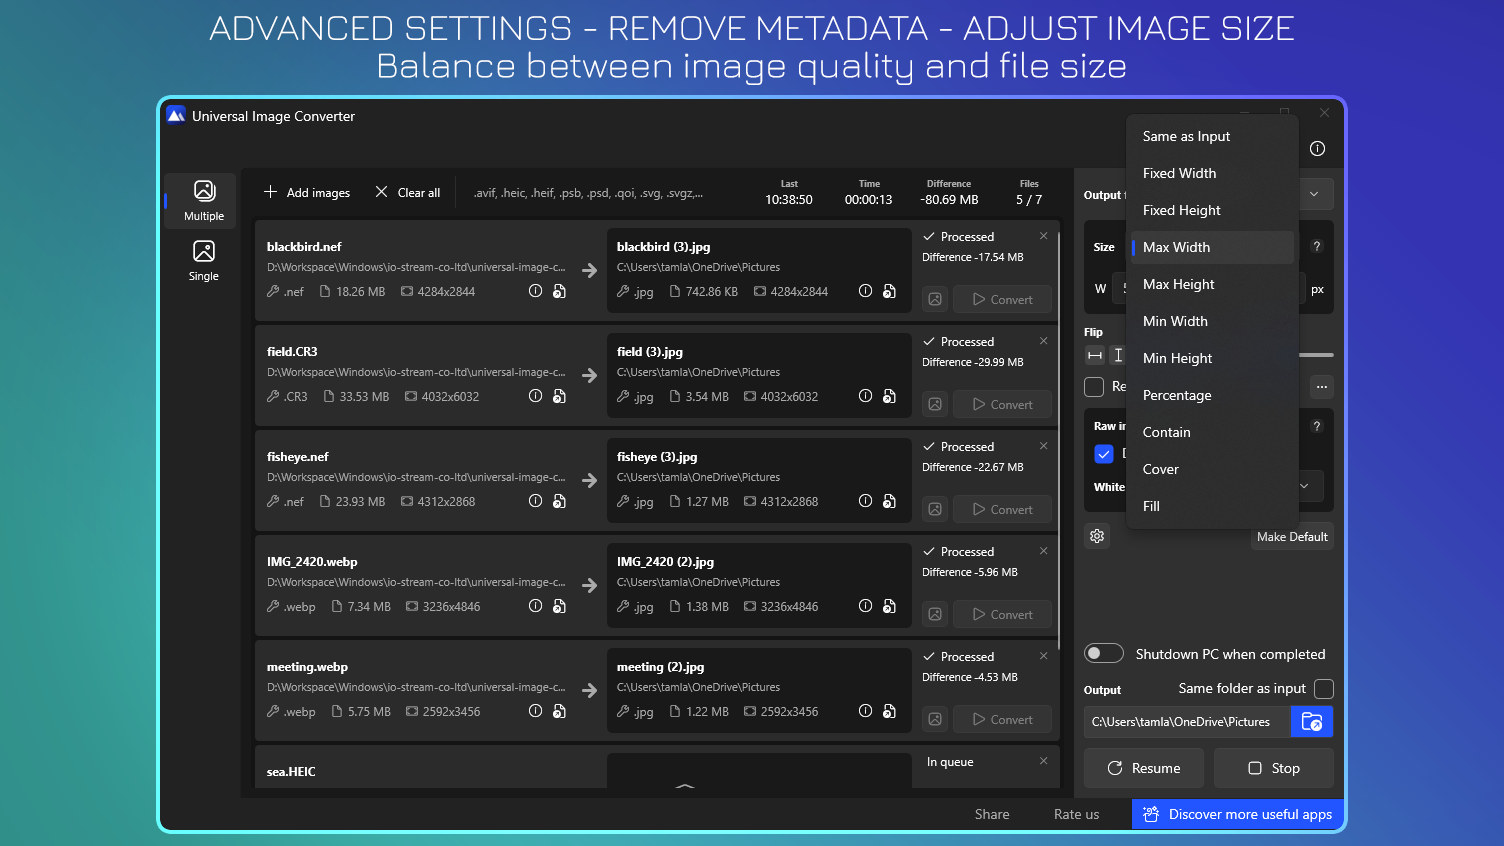 ADVANCED SETTINGS - REMOVE METADATA - ADJUST IMAGE SIZE
Balance between image quality and file size
Universal Image Converter
Multiple
Single
Add images
Clear all
.avif, .heic, .heif, .psb, .psd, .qoi, .svg, .svgz,...
Last
10:38:50
Time
00:00:13
Difference
-80.69 MB
Files
5 / 7
blackbird.nef
D:\Workspace\Windows\io-stream-co-ltd\universal-image-c...
.nef 18.26 MB 4284x2844
blackbird (3).jpg
C:\Users\tamla\OneDrive\Pictures
.jpg 742.86 KB 4284x2844
Processed
Difference -17.54 MB
Convert
field.CR3
D:\Workspace\Windows\io-stream-co-ltd\universal-image-c...
.CR3 33.53 MB 4032x6032
field (3).jpg
C:\Users\tamla\OneDrive\Pictures
.jpg 3.54 MB 4032x6032
Processed
Difference -29.99 MB
Convert
fisheye.nef
D:\Workspace\Windows\io-stream-co-ltd\universal-image-c...
.nef 23.93 MB 4312x2868
fisheye (3).jpg
C:\Users\tamla\OneDrive\Pictures
.jpg 1.27 MB 4312x2868
Processed
Difference -22.67 MB
Convert
IMG_2420.webp
D:\Workspace\Windows\io-stream-co-ltd\universal-image-c...
.webp 7.34 MB 3236x4846
IMG_2420 (2).jpg
C:\Users\tamla\OneDrive\Pictures
.jpg 1.38 MB 3236x4846
Processed
Difference -5.96 MB
Convert
meeting.webp
D:\Workspace\Windows\io-stream-co-ltd\universal-image-c...
.webp 5.75 MB 2592x3456
meeting (2).jpg
C:\Users\tamla\OneDrive\Pictures
.jpg 1.22 MB 2592x3456
Processed
Difference -4.53 MB
Convert
sea.HEIC
In queue
Output
Size
?
W
px
Flip
Raw
?
White
Same as Input
Fixed Width
Fixed Height
Max Width
Max Height
Min Width
Min Height
Percentage
Contain
Cover
Fill
Make Default
Shutdown PC when completed
Output
Same folder as input
C:\Users\tamla\OneDrive\Pictures
Resume
Stop
Share
Rate us
Discover more useful apps